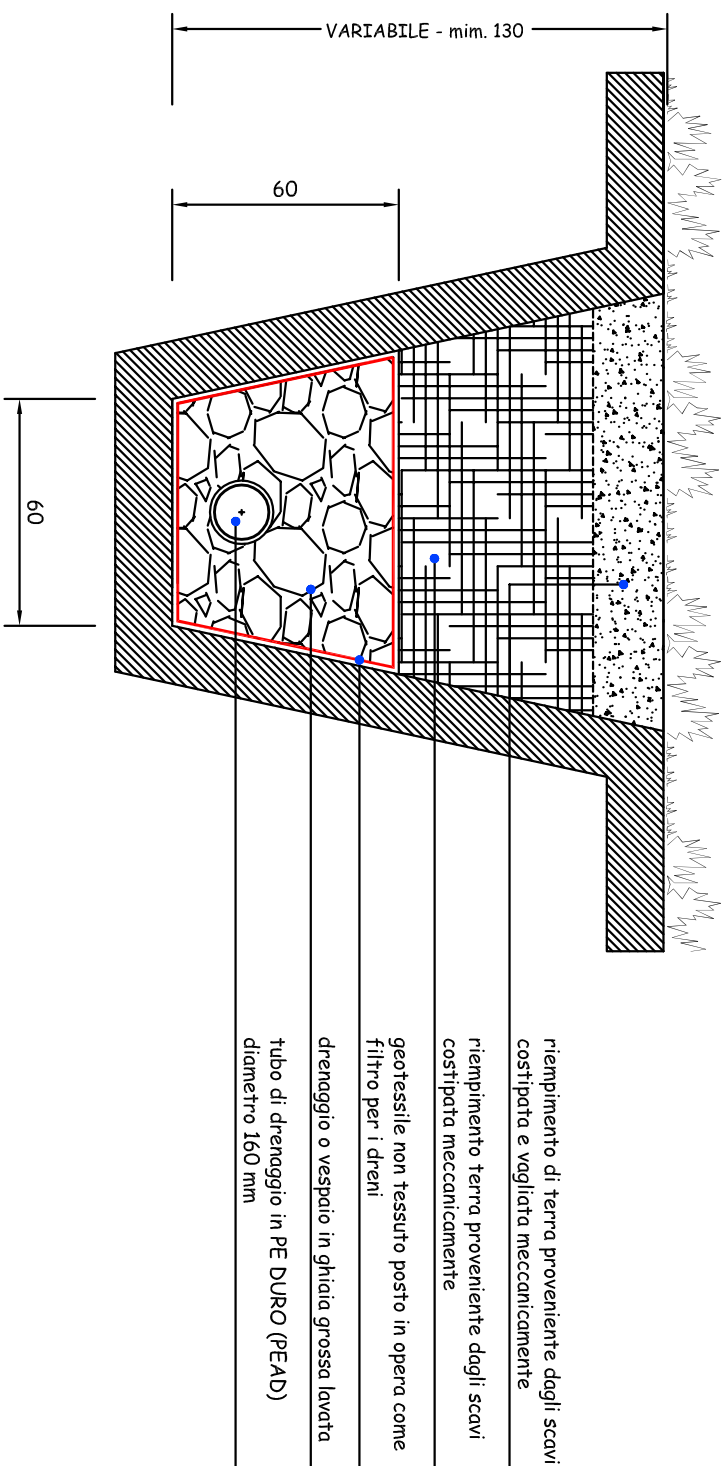 VARIABILE - mim. 130
60
60
riempimento di terra proveniente dagli scavi
costipata e vagliata meccanicamente
riempimento terra proveniente dagli scavi
costipata meccanicamente
geotessile non tessuto posto in opera come
filtro per i dreni
drenaggio o vespaio in ghiaia grossa lavata
tubo di drenaggio in PE DURO (PEAD)
diametro 160 mm